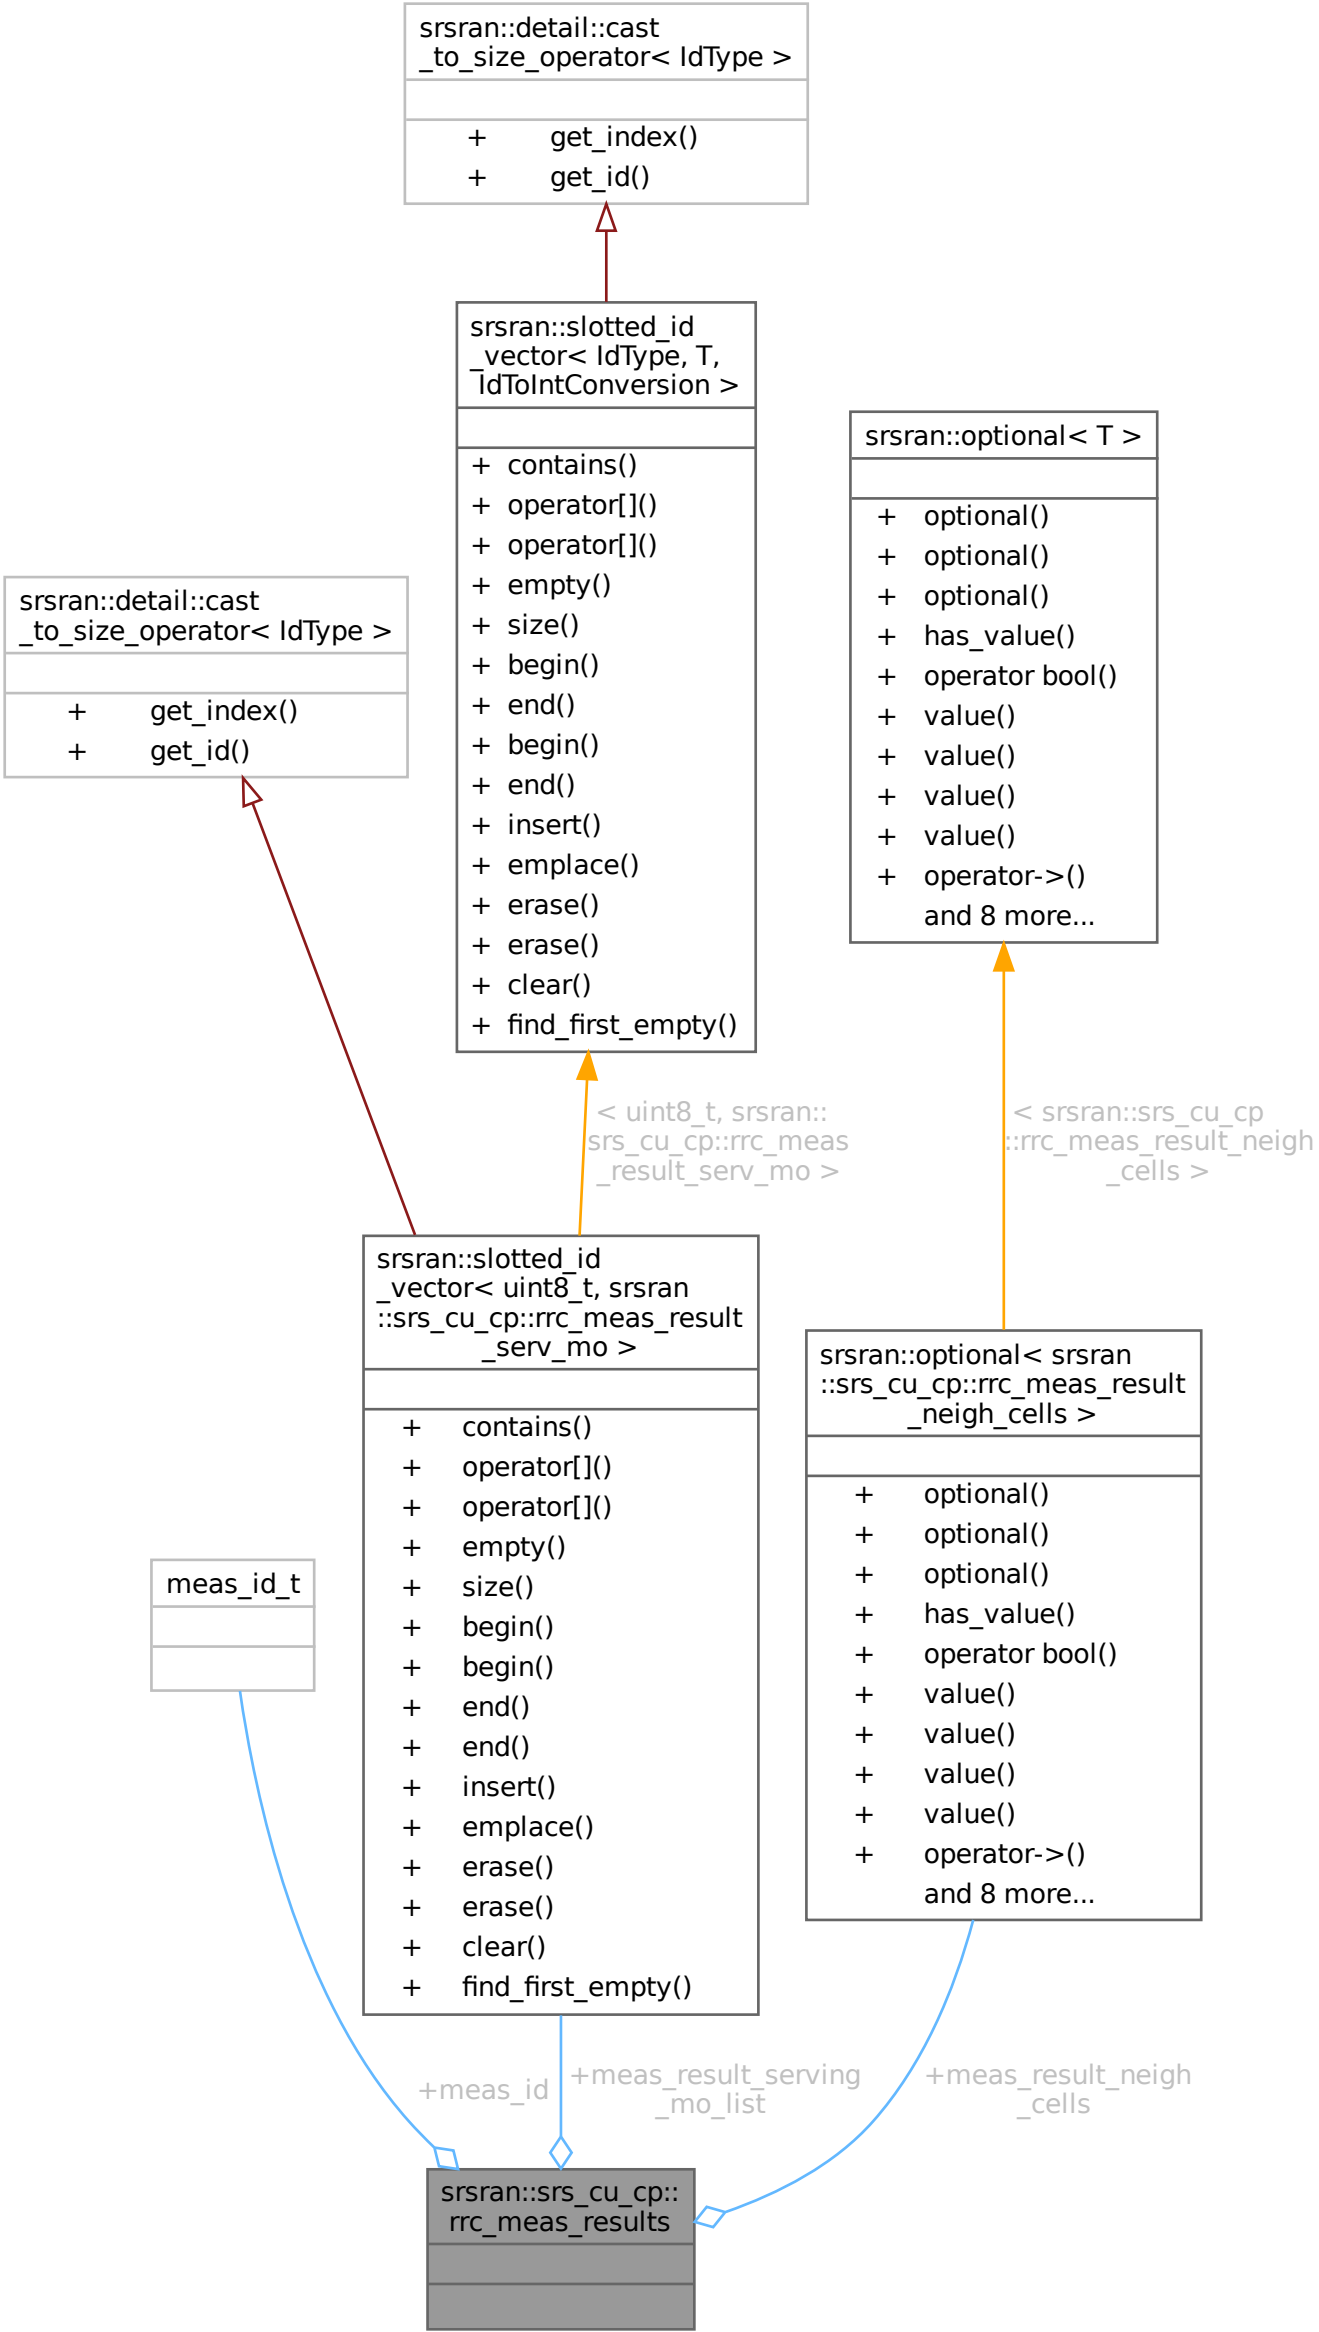 srsran::detail::cast
_to_size_operator< IdType >
+ get_index()
+ get_id()
srsran::slotted_id
_vector< IdType, T,
IdToIntConversion >
+ contains()
+ operator[]()
+ operator[]()
+ empty()
+ size()
+ begin()
+ end()
+ begin()
+ end()
+ insert()
+ emplace()
+ erase()
+ erase()
+ clear()
+ find_first_empty()
srsran::optional< T >
+ optional()
+ optional()
+ optional()
+ has_value()
+ operator bool()
+ value()
+ value()
+ value()
+ value()
+ operator->()
and 8 more...
srsran::detail::cast
_to_size_operator< IdType >
+ get_index()
+ get_id()
< uint8_t, srsran::
srs_cu_cp::rrc_meas
_result_serv_mo >
< srsran::srs_cu_cp
::rrc_meas_result_neigh
_cells >
srsran::slotted_id
_vector< uint8_t, srsran
::srs_cu_cp::rrc_meas_result
_serv_mo >
+ contains()
+ operator[]()
+ operator[]()
+ empty()
+ size()
+ begin()
+ begin()
+ end()
+ end()
+ insert()
+ emplace()
+ erase()
+ erase()
+ clear()
+ find_first_empty()
srsran::optional< srsran
::srs_cu_cp::rrc_meas_result
_neigh_cells >
+ optional()
+ optional()
+ optional()
+ has_value()
+ operator bool()
+ value()
+ value()
+ value()
+ value()
+ operator->()
and 8 more...
meas_id_t
+meas_id
+meas_result_serving
_mo_list
+meas_result_neigh
_cells
srsran::srs_cu_cp::
rrc_meas_results